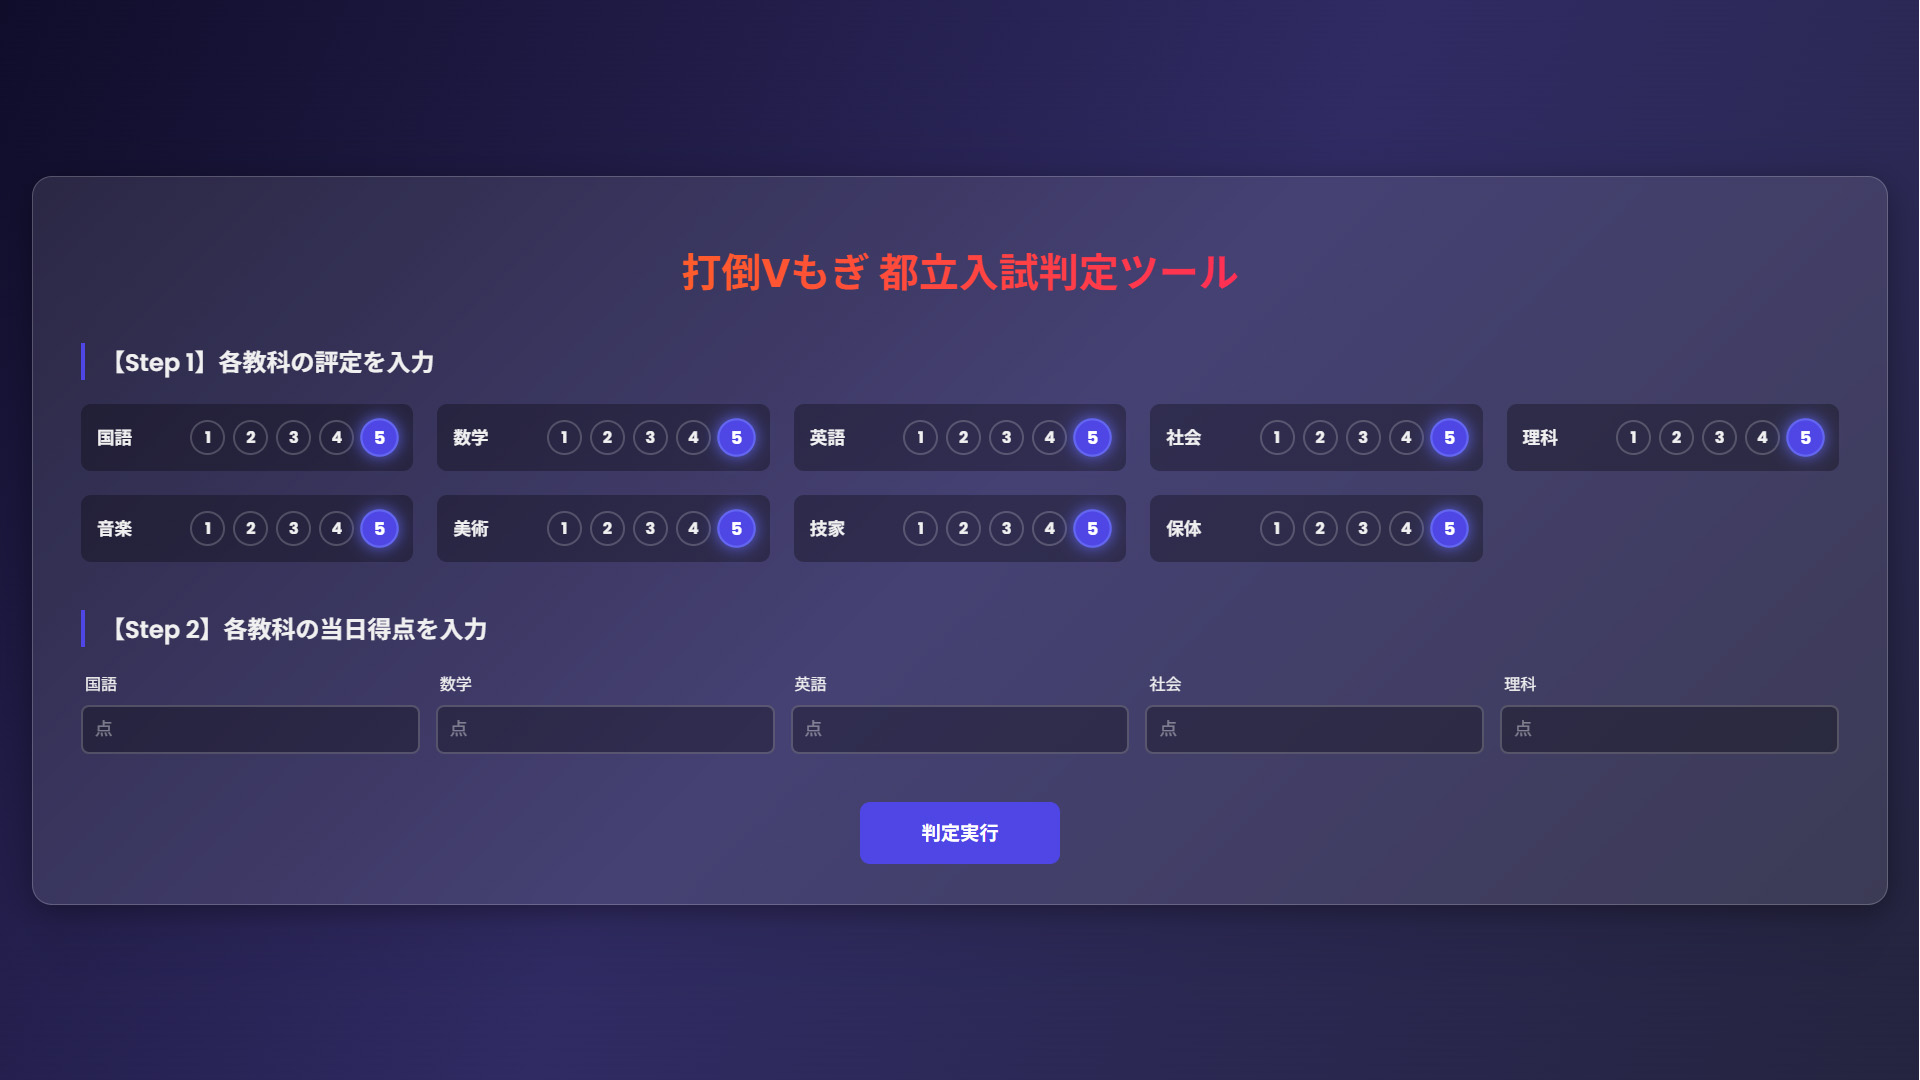 打倒Vもぎ 都立入試判定ツール
【Step 1】各教科の評定を入力
国語 1 2 3 4 5 数学 1 2 3 4 5 英語 1 2 3 4 5 社会 1 2 3 4 5 理科 1 2 3 4 5
音楽 1 2 3 4 5 美術 1 2 3 4 5 技家 1 2 3 4 5 保体 1 2 3 4 5
【Step 2】各教科の当日得点を入力
国語 数学 英語 社会 理科
点 点 点 点 点
判定実行